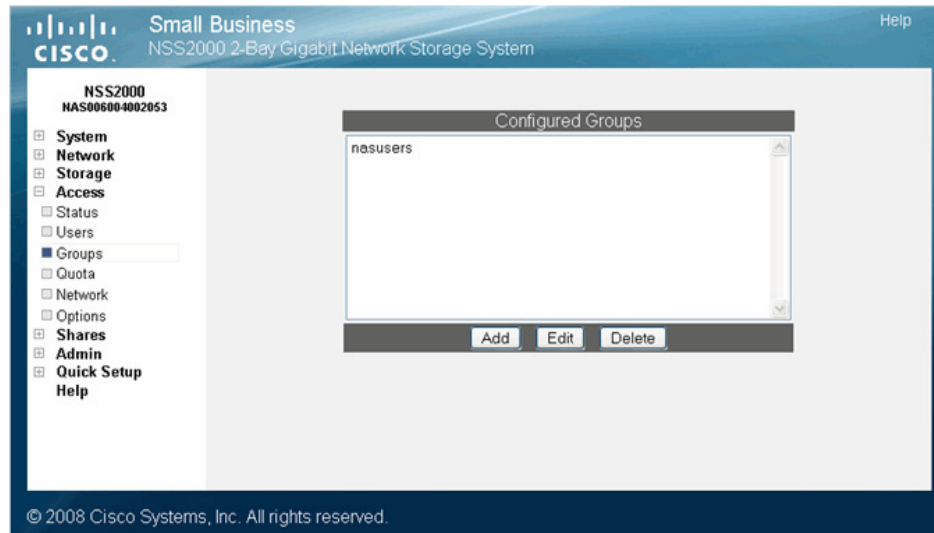 Small Business
Help
CISCO.
NSS2000 2-Bay Gigabit Network Storage System
NSS2000
NAS006004002053
System
Network
Storage
Access
Status
Users
Groups
Quota
Network
Options
Shares
Admin
Quick Setup
Help
Configured Groups
nasusers
Add Edit Delete
© 2008 Cisco Systems, Inc. All rights reserved.